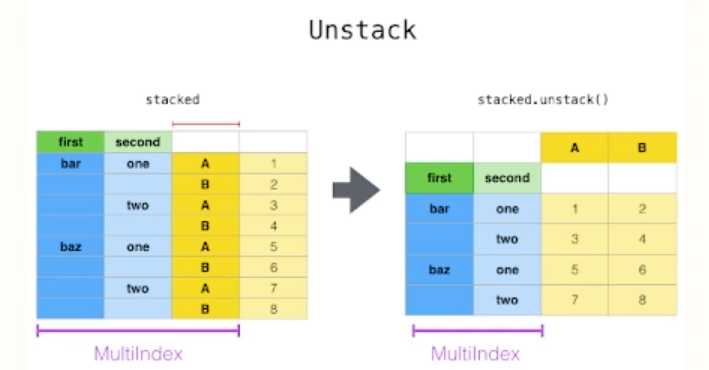 Unstack
stacked
first second
bar one A 1
B 2
two A 3
B 4
baz one A 5
B 6
two A 7
B 8
MultiIndex
stacked.unstack()
A B
first second
bar one 1 2
two 3 4
baz one 5 6
two 7 8
MultiIndex